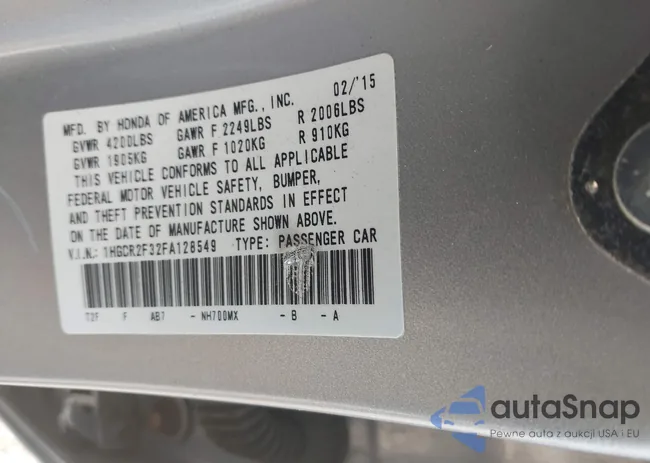 MFD. BY HONDA OF AMERICA MFG., INC. 02/'15
GVWR 4200LBS GAWR F 2249LBS R 2006LBS
GVWR 1905KG GAWR F 1020KG R 910KG
THIS VEHICLE CONFORMS TO ALL APPLICABLE
FEDERAL MOTOR VEHICLE SAFETY, BUMPER,
AND THEFT PREVENTION STANDARDS IN EFFECT
ON THE DATE OF MANUFACTURE SHOWN ABOVE.
V.I.N.: 1HGCR2F32FA128549 TYPE: PASSENGER CAR
T2F F AB7 - NH700MX - B - A
autaSnap
Pewne auta z aukcji USA i EU